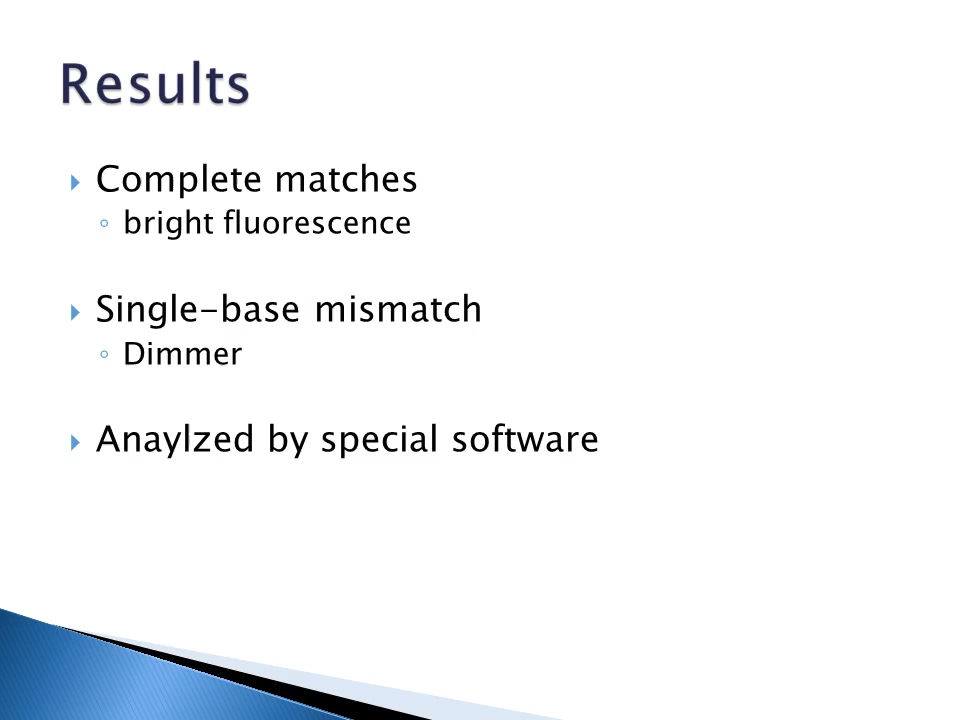 Results
Complete matches
bright fluorescence
Single-base mismatch
Dimmer
Anaylzed by special software